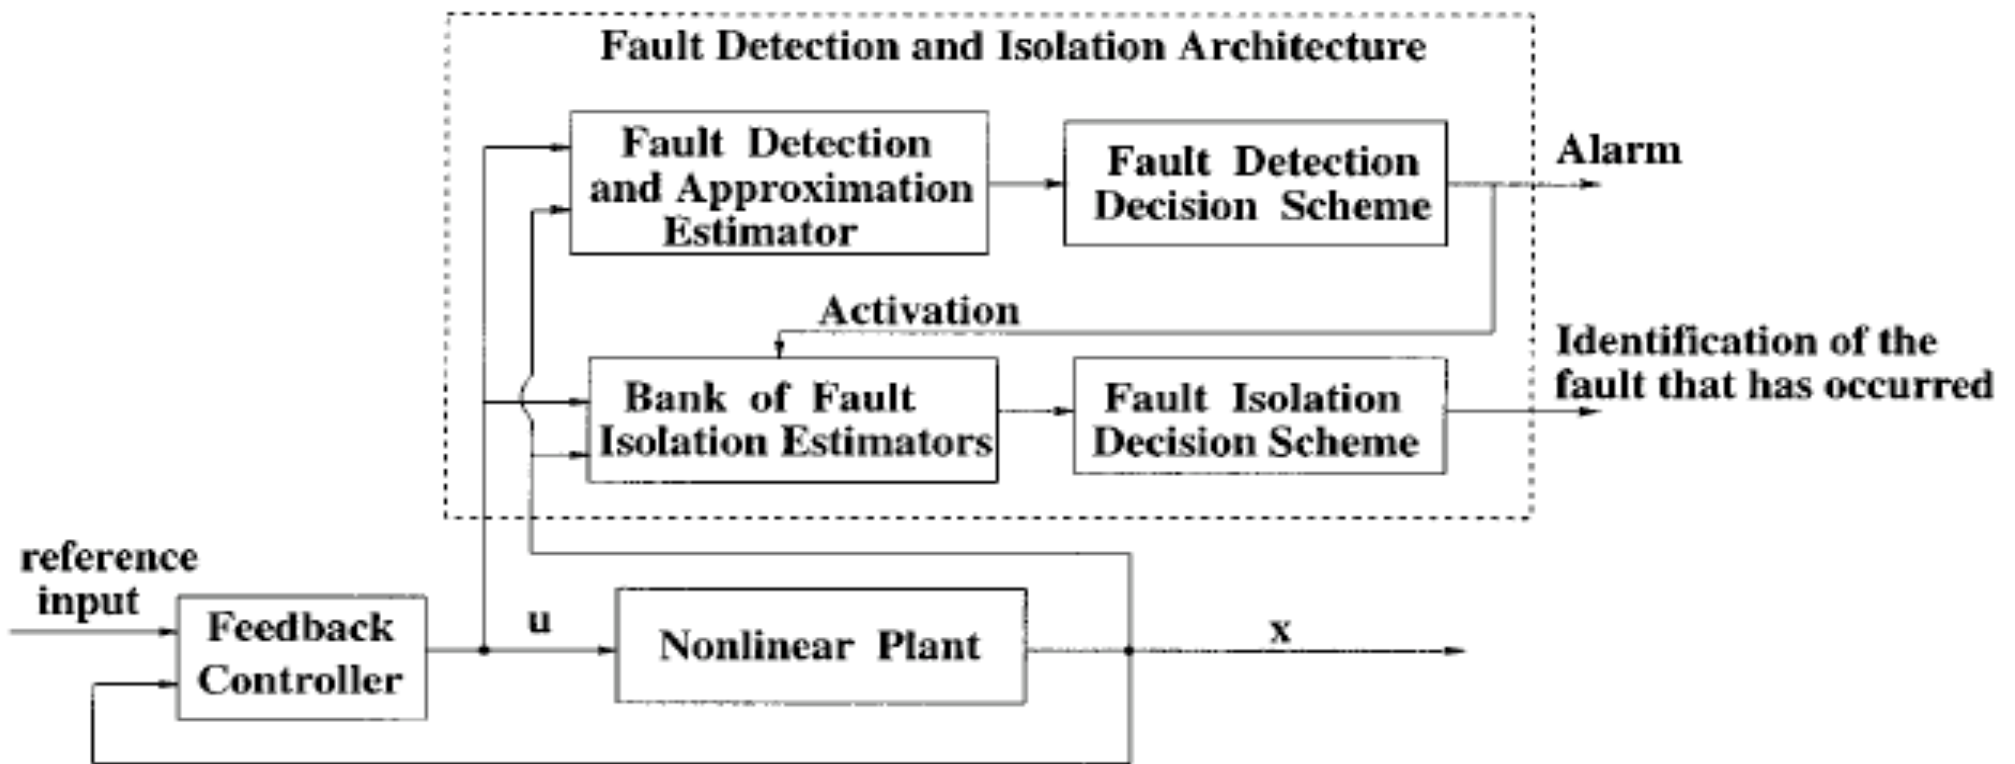 Fault Detection and Isolation Architecture
Fault Detection
and Approximation
Estimator
Fault Detection
Decision Scheme
Alarm
Activation
Bank of Fault
Isolation Estimators
Fault Isolation
Decision Scheme
Identification of the
fault that has occurred
reference
input
Feedback
Controller
u
Nonlinear Plant
x